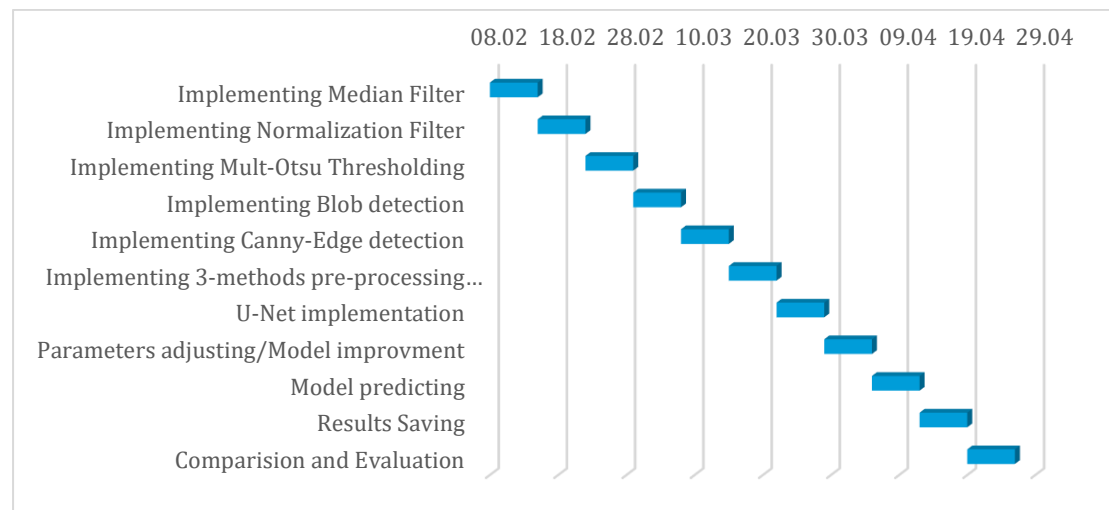 08.02 18.02 28.02 10.03 20.03 30.03 09.04 19.04 29.04
Implementing Median Filter
Implementing Normalization Filter
Implementing Mult-Otsu Thresholding
Implementing Blob detection
Implementing Canny-Edge detection
Implementing 3-methods pre-processing…
U-Net implementation
Parameters adjusting/Model improvment
Model predicting
Results Saving
Comparision and Evaluation